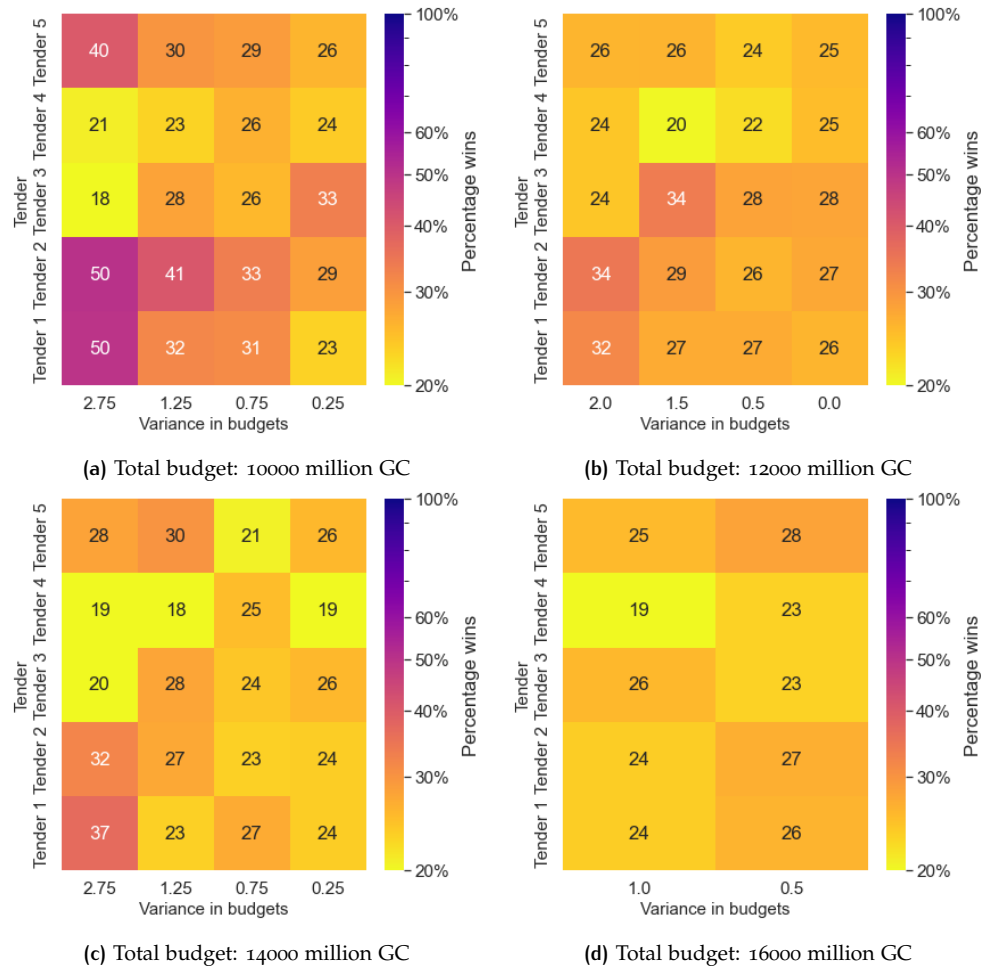 100%
60%
50%
40%
30%
20%
Percentage wins
Tender
Tender 5
Tender 4
Tender 3
Tender 2
Tender 1
40 30 29 26
21 23 26 24
18 28 26 33
50 41 33 29
50 32 31 23
2.75 1.25 0.75 0.25
Variance in budgets
(a) Total budget: 10000 million GC
100%
60%
50%
40%
30%
20%
Percentage wins
Tender
Tender 5
Tender 4
Tender 3
Tender 2
Tender 1
26 26 24 25
24 20 22 25
24 34 28 28
34 29 26 27
32 27 27 26
2.0 1.5 0.5 0.0
Variance in budgets
(b) Total budget: 12000 million GC
100%
60%
50%
40%
30%
20%
Percentage wins
Tender
Tender 5
Tender 4
Tender 3
Tender 2
Tender 1
28 30 21 26
19 18 25 19
20 28 24 26
32 27 23 24
37 23 27 24
2.75 1.25 0.75 0.25
Variance in budgets
(c) Total budget: 14000 million GC
100%
60%
50%
40%
30%
20%
Percentage wins
Tender
Tender 5
Tender 4
Tender 3
Tender 2
Tender 1
25 28
19 23
26 23
24 27
24 26
1.0 0.5
Variance in budgets
(d) Total budget: 16000 million GC